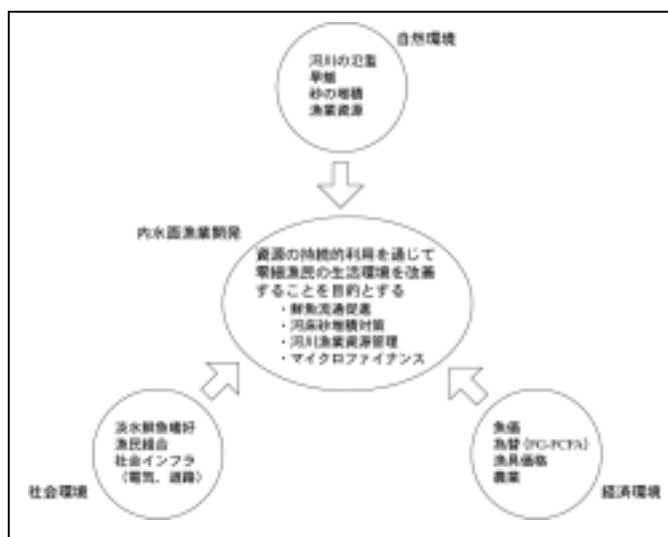 自然環境
河川の氾濫
旱魃
砂の堆積
漁業資源
内水面漁業開発
資源の持続的利用を通じて
零細漁民の生活環境を改善
することを目的とする
・鮮魚流通促進
・河床砂堆積対策
・河川漁業資源管理
・マイクロファイナンス
淡水鮮魚嗜好
漁民組合
社会インフラ
(電気、道路)
社会環境
魚価
為替(FG-FCFA)
漁具価格
農業
経済環境